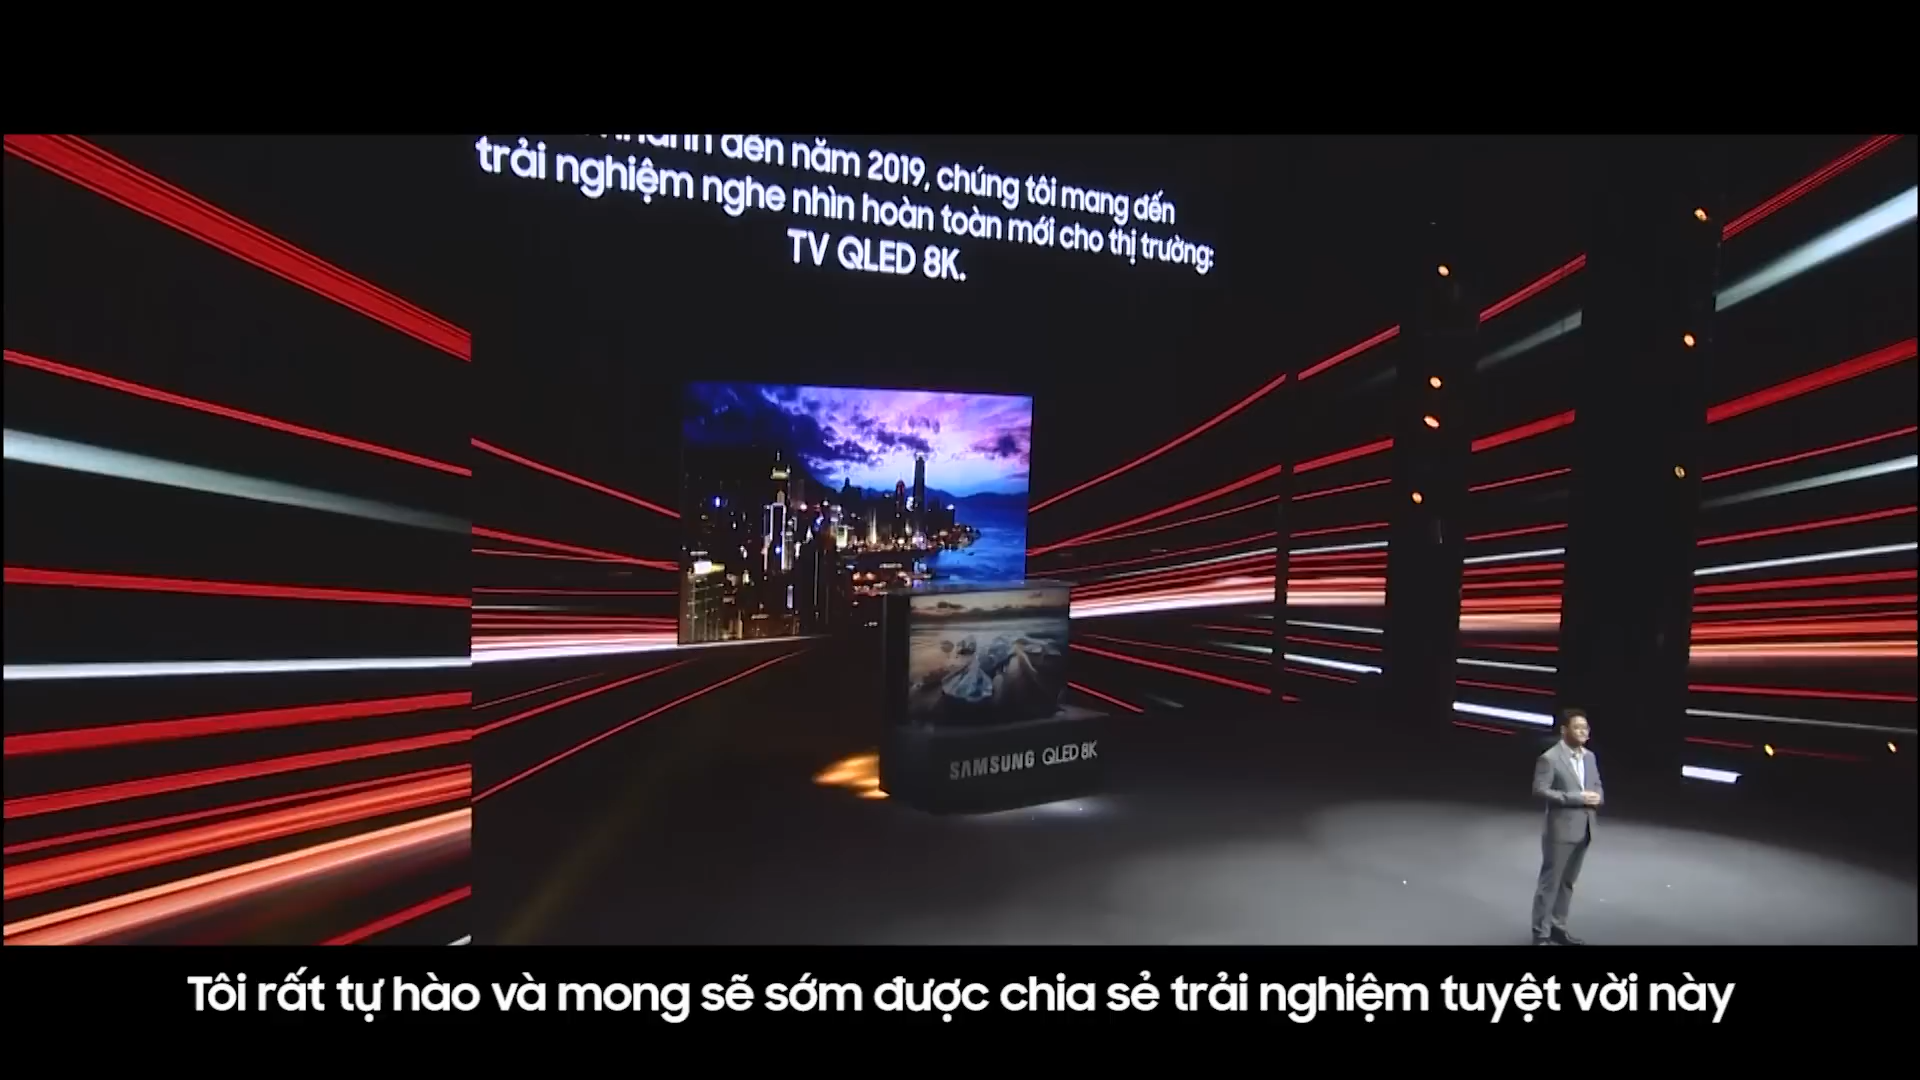 đến năm 2019, chúng tôi mang đến
trải nghiệm nghe nhìn hoàn toàn mới cho thị trường:
TV QLED 8K.
SAMSUNG QLED 8K
Tôi rất tự hào và mong sẽ sớm được chia sẻ trải nghiệm tuyệt vời này